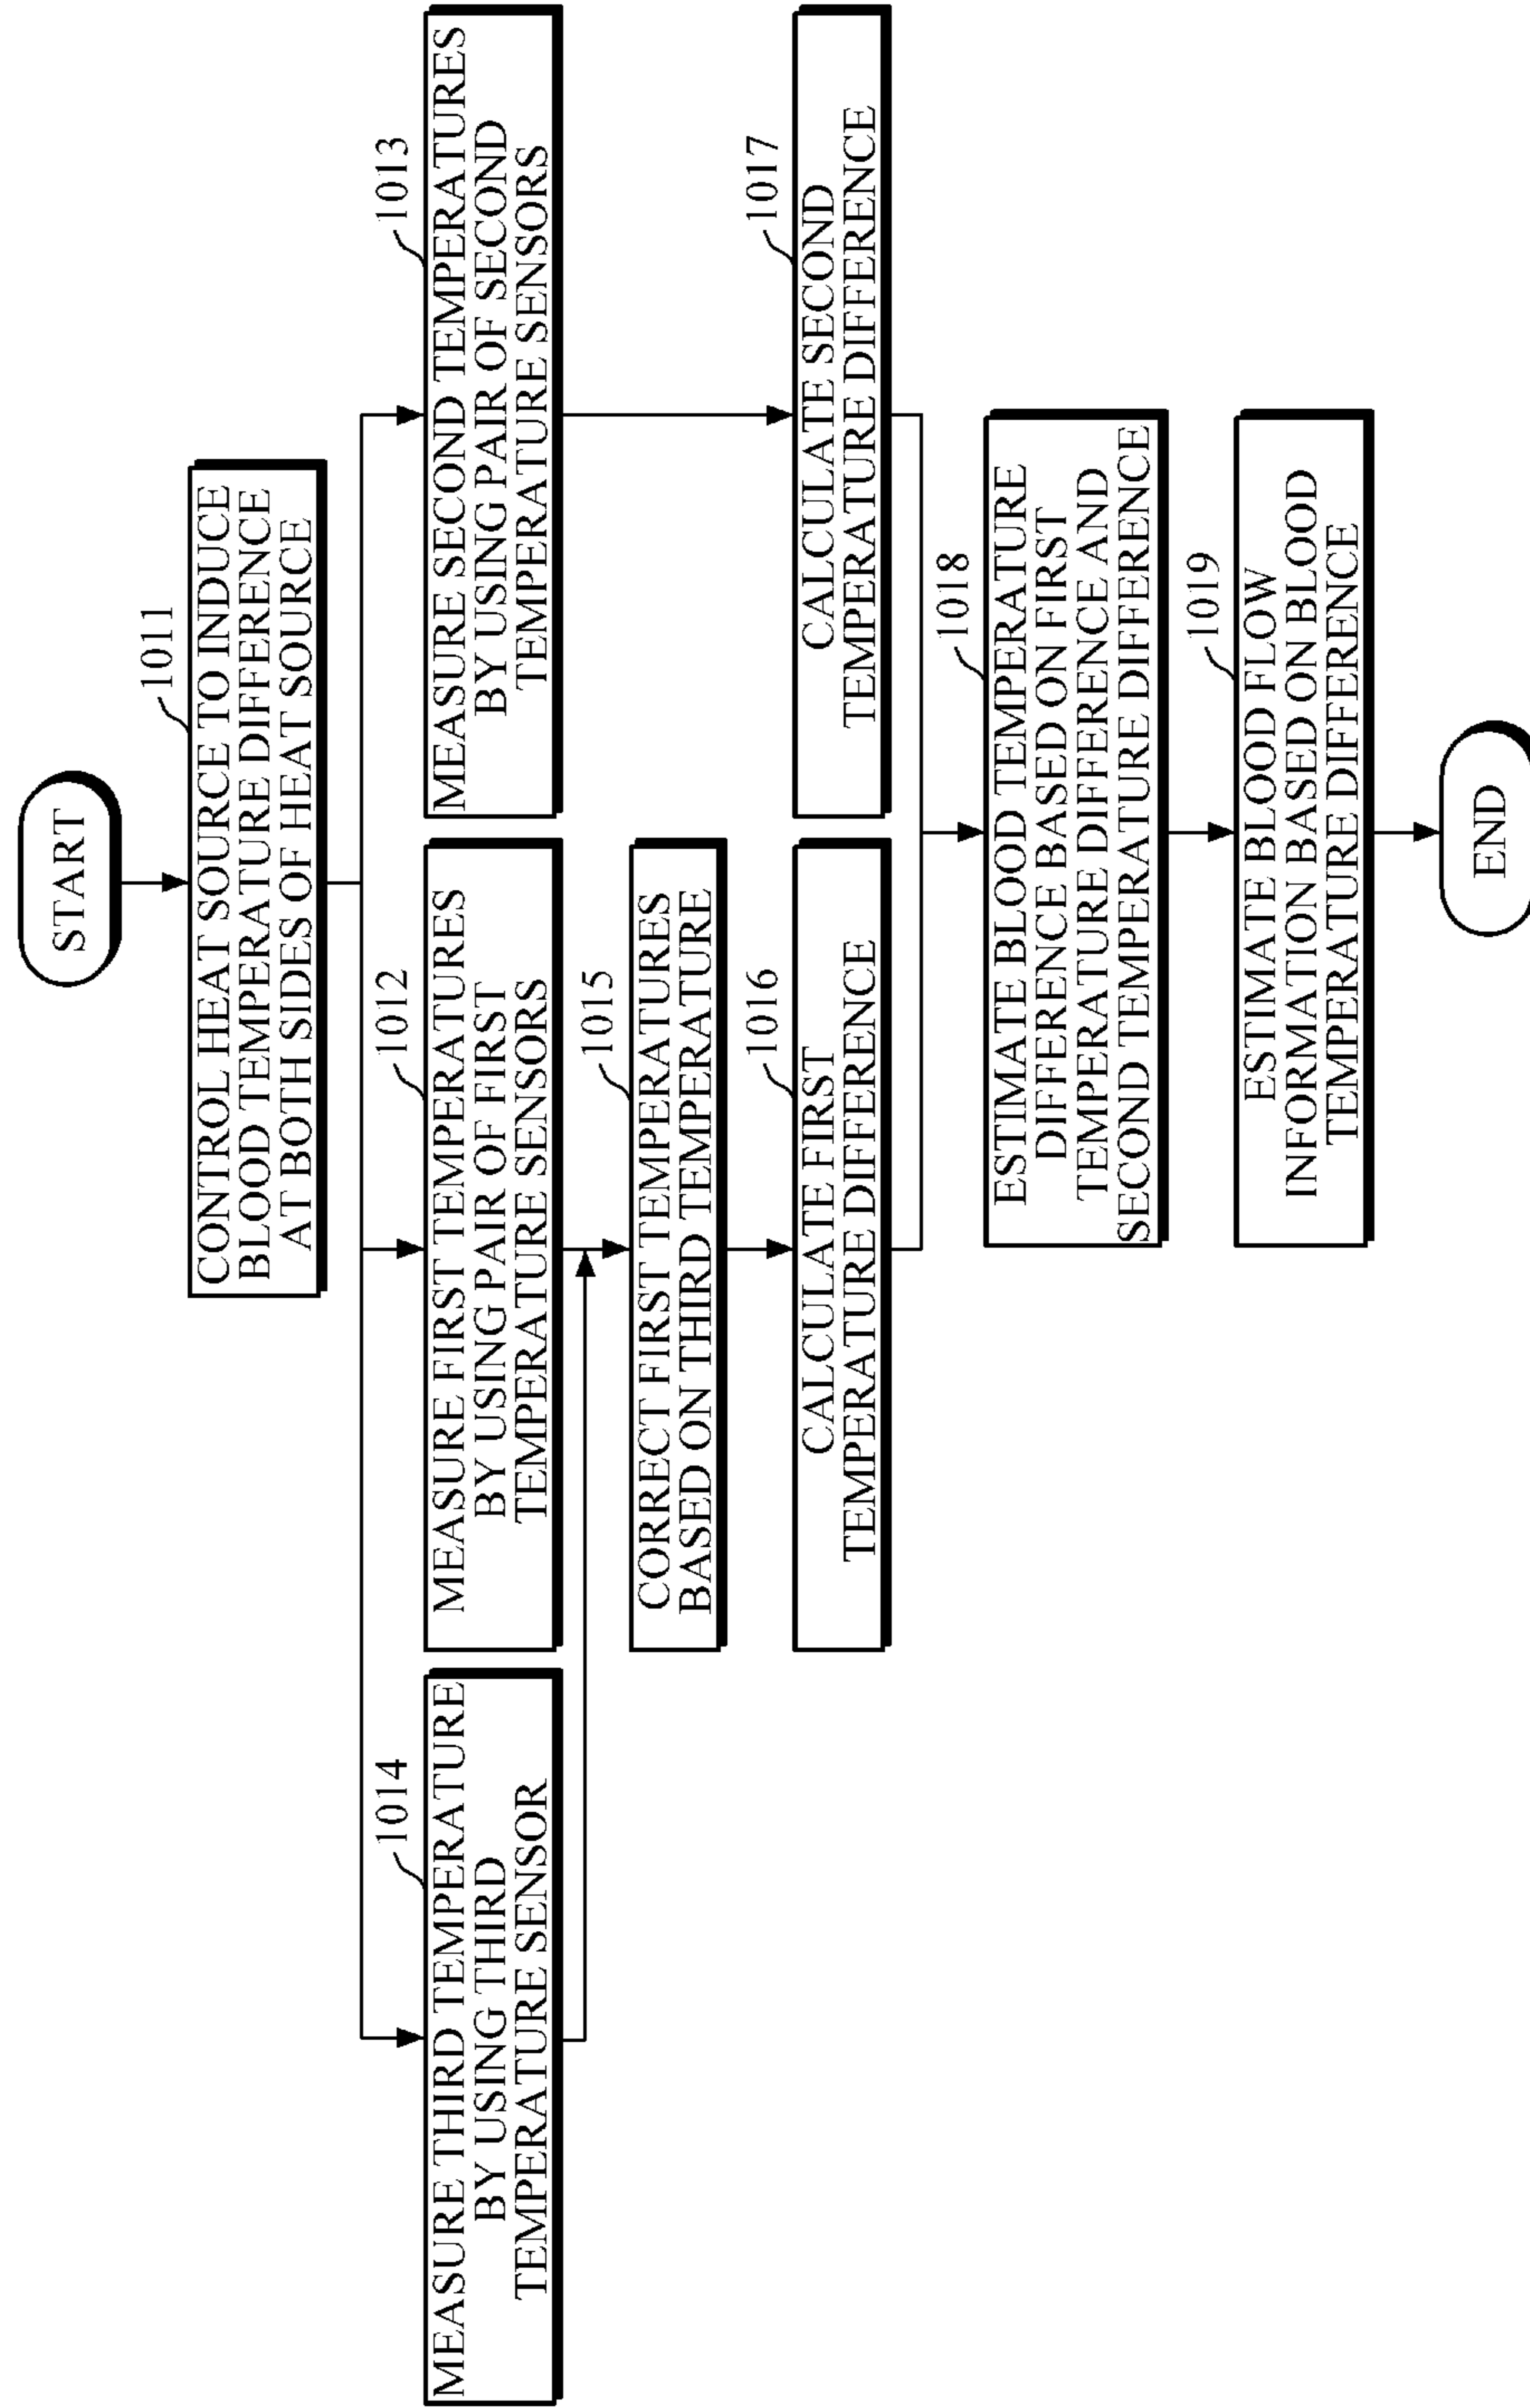 START
1011
CONTROL HEAT SOURCE TO INDUCE
BLOOD TEMPERATURE DIFFERENCE
AT BOTH SIDES OF HEAT SOURCE
1014
MEASURE THIRD TEMPERATURE
BY USING THIRD
TEMPERATURE SENSOR
1012
MEASURE FIRST TEMPERATURES
BY USING PAIR OF FIRST
TEMPERATURE SENSORS
1013
MEASURE SECOND TEMPERATURES
BY USING PAIR OF SECOND
TEMPERATURE SENSORS
1015
CORRECT FIRST TEMPERATURES
BASED ON THIRD TEMPERATURE
1016
CALCULATE FIRST
TEMPERATURE DIFFERENCE
1017
CALCULATE SECOND
TEMPERATURE DIFFERENCE
1018
ESTIMATE BLOOD TEMPERATURE
DIFFERENCE BASED ON FIRST
TEMPERATURE DIFFERENCE AND
SECOND TEMPERATURE DIFFERENCE
1019
ESTIMATE BLOOD FLOW
INFORMATION BASED ON BLOOD
TEMPERATURE DIFFERENCE
END